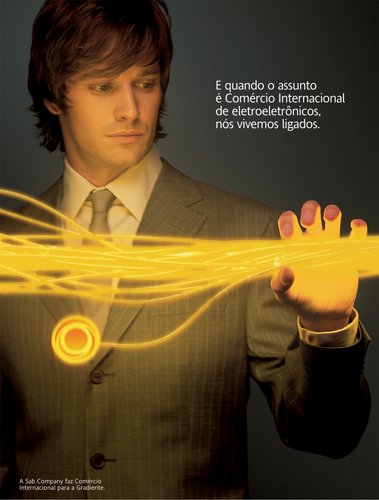 E quando o assunto
é Comércio Internacional
de eletroeletrônicos,
nós vivemos ligados.
A Sab Company faz Comércio
Internacional para a Gradiente.